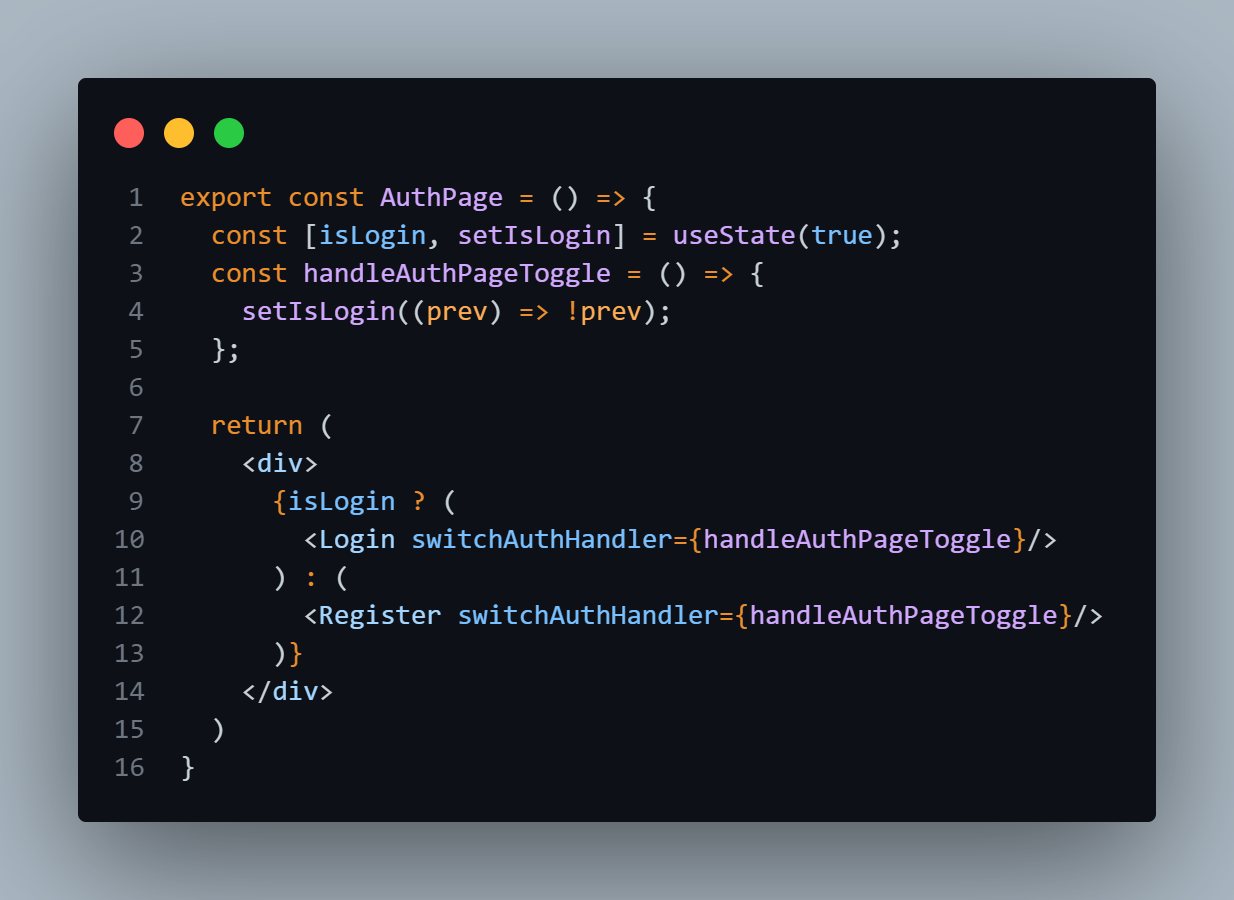 1 export const AuthPage = () => {
2   const [isLogin, setIsLogin] = useState(true);
3   const handleAuthPageToggle = () => {
4     setIsLogin((prev) => !prev);
5   };
6
7   return (
8     <div>
9       {isLogin ? (
10         <Login switchAuthHandler={handleAuthPageToggle}/>
11       ) : (
12         <Register switchAuthHandler={handleAuthPageToggle}/>
13       )}
14     </div>
15   )
16 }